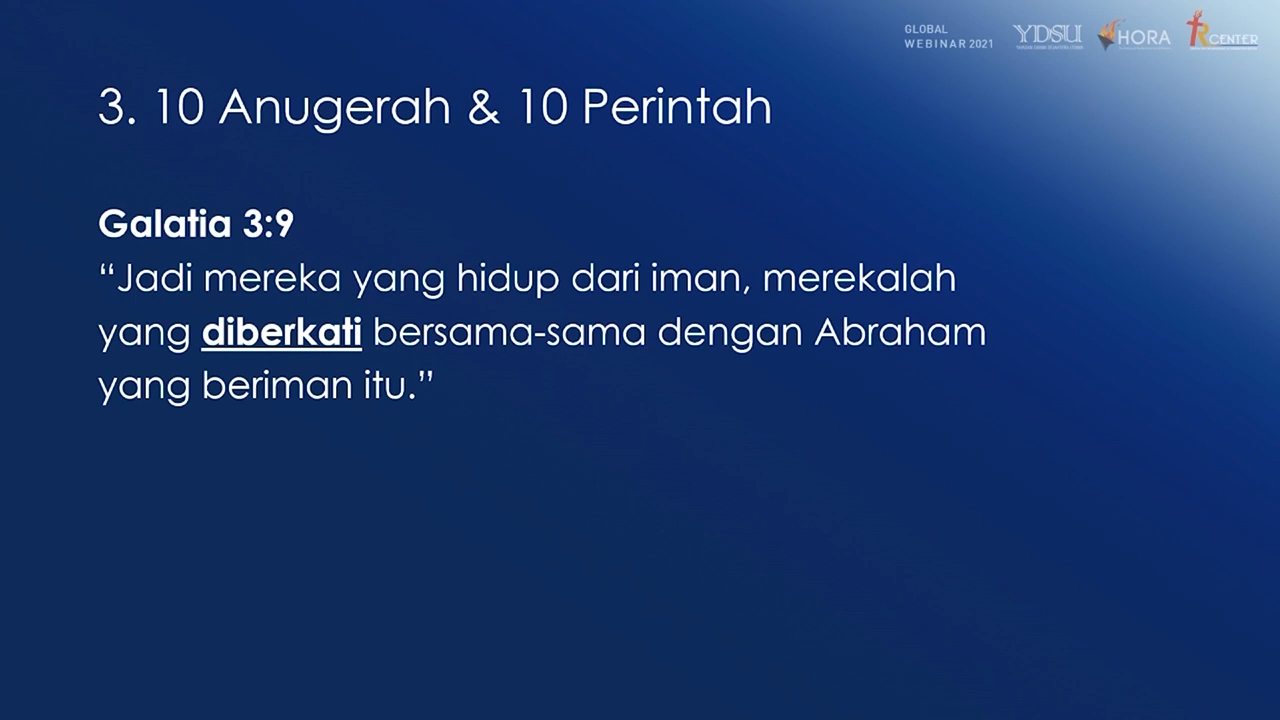 GLOBAL
WEBINAR 2021
YDSU
HORA
RCENTER
3. 10 Anugerah & 10 Perintah
Galatia 3:9
“Jadi mereka yang hidup dari iman, merekalah
yang diberkati bersama-sama dengan Abraham
yang beriman itu.”